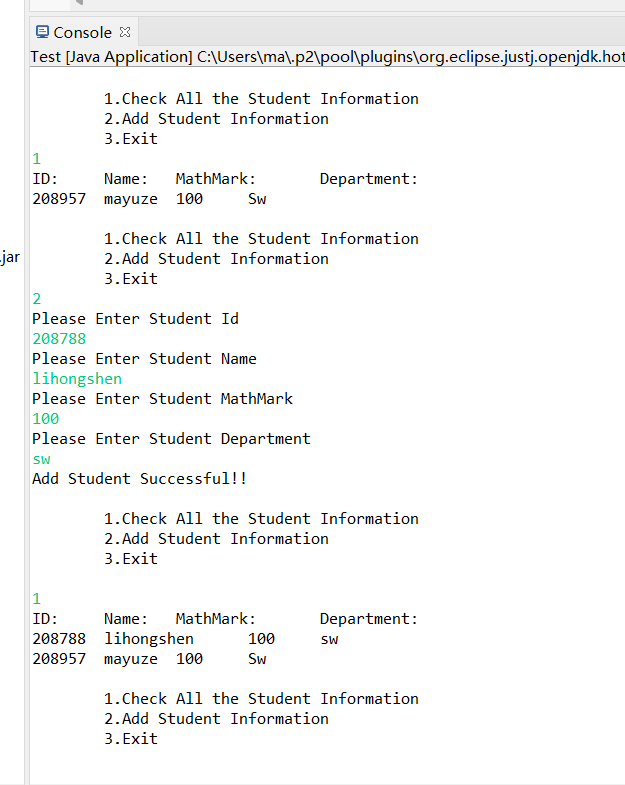 Console
Test [Java Application] C:\Users\ma\.p2\pool\plugins\org.eclipse.justj.openjdk.hot
1.Check All the Student Information
2.Add Student Information
3.Exit
1
ID: Name: MathMark: Department:
208957 mayuze 100 Sw
1.Check All the Student Information
2.Add Student Information
.jar
3.Exit
2
Please Enter Student Id
208788
Please Enter Student Name
lihongshen
Please Enter Student MathMark
100
Please Enter Student Department
sw
Add Student Successful!!
1.Check All the Student Information
2.Add Student Information
3.Exit
1
ID: Name: MathMark: Department:
208788 lihongshen 100 sw
208957 mayuze 100 Sw
1.Check All the Student Information
2.Add Student Information
3.Exit